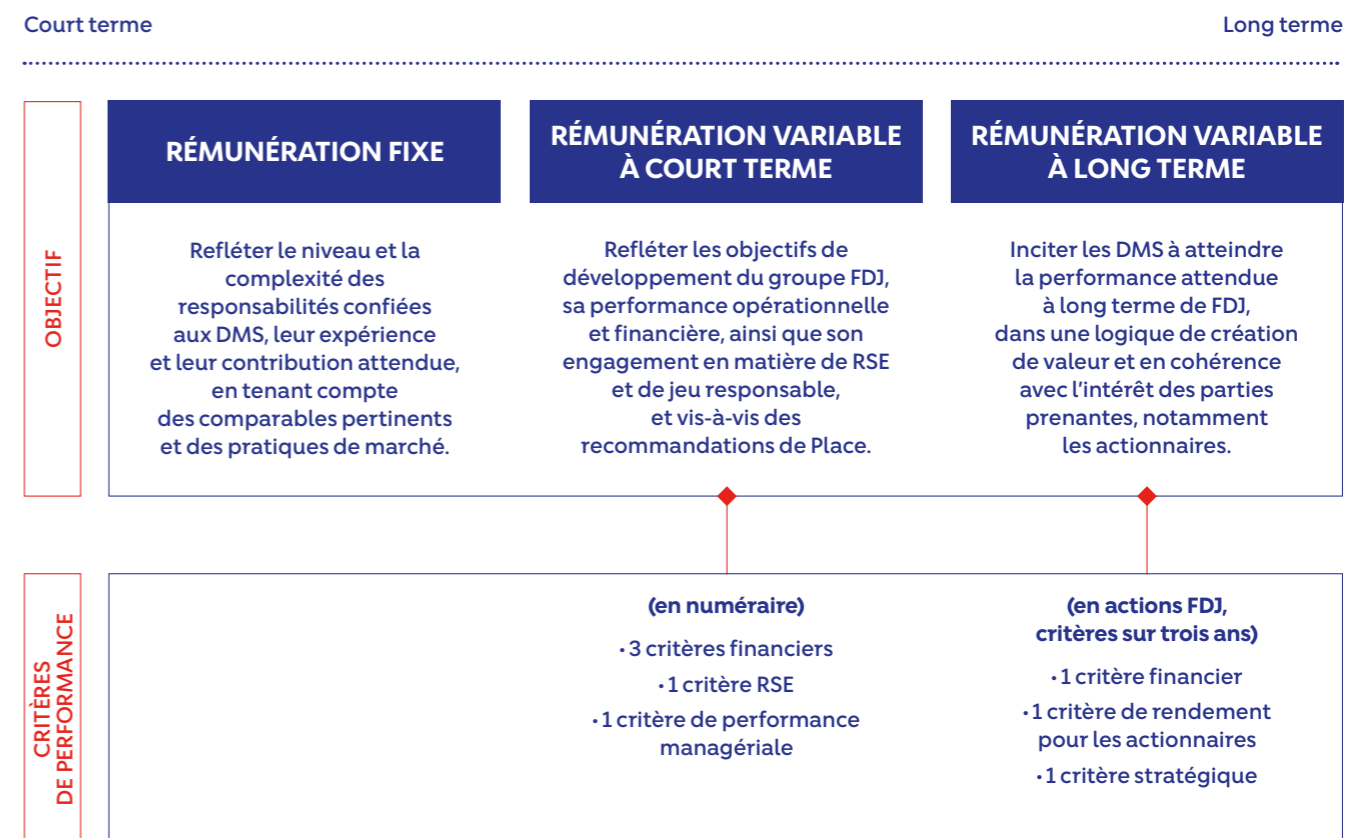 Court terme
Long terme
OBJECTIF
RÉMUNÉRATION FIXE
Refléter le niveau et la
complexité des
responsabilités confiées
aux DMS, leur expérience
et leur contribution attendue,
en tenant compte
des comparables pertinents
et des pratiques de marché.
RÉMUNÉRATION VARIABLE
À COURT TERME
Refléter les objectifs de
développement du groupe FDJ,
sa performance opérationnelle
et financière, ainsi que son
engagement en matière de RSE
et de jeu responsable,
et vis-à-vis des
recommandations de Place.
RÉMUNÉRATION VARIABLE
À LONG TERME
Inciter les DMS à atteindre
la performance attendue
à long terme de FDJ,
dans une logique de création
de valeur et en cohérence
avec l'intérêt des parties
prenantes, notamment
les actionnaires.
CRITÈRES
DE PERFORMANCE
(en numéraire)
• 3 critères financiers
• 1 critère RSE
• 1 critère de performance
managériale
(en actions FDJ,
critères sur trois ans)
• 1 critère financier
• 1 critère de rendement
pour les actionnaires
• 1 critère stratégique